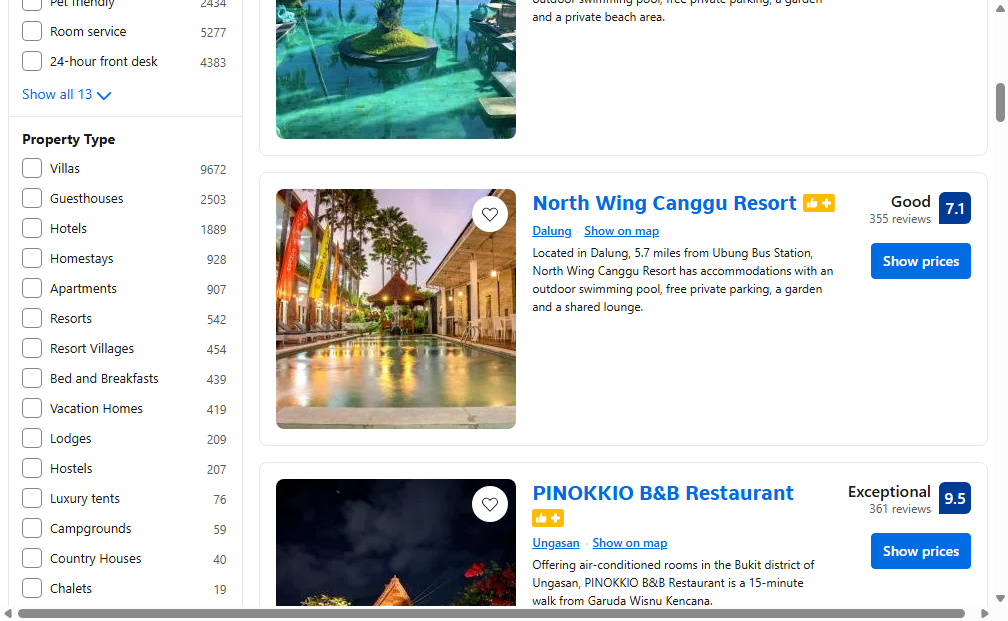 Pet friendly
2434
Room service
5277
24-hour front desk
4383
Show all 13
Property Type
Villas
9672
Guesthouses
2503
Hotels
1889
Homestays
928
Apartments
907
Resorts
542
Resort Villages
454
Bed and Breakfasts
439
Vacation Homes
419
Lodges
209
Hostels
207
Luxury tents
76
Campgrounds
59
Country Houses
40
Chalets
19
outdoor swimming pool, free private parking, a garden
and a private beach area.
North Wing Canggu Resort
Dalung
Show on map
Located in Dalung, 5.7 miles from Ubung Bus Station,
North Wing Canggu Resort has accommodations with an
outdoor swimming pool, free private parking, a garden
and a shared lounge.
Good
355 reviews
7.1
Show prices
PINOKKIO B&B Restaurant
Ungasan
Show on map
Offering air-conditioned rooms in the Bukit district of
Ungasan, PINOKKIO B&B Restaurant is a 15-minute
walk from Garuda Wisnu Kencana.
Exceptional
361 reviews
9.5
Show prices